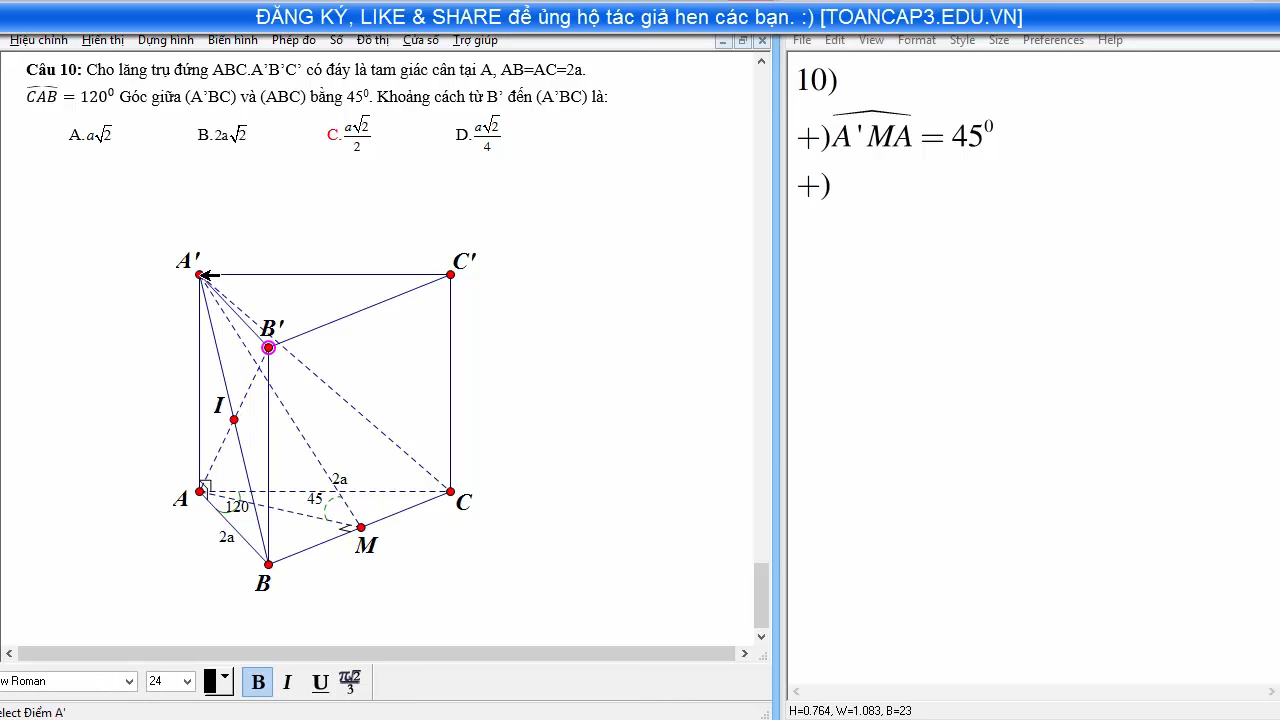 ĐĂNG KÝ, LIKE & SHARE để ủng hộ tác giả hen các bạn. :) [TOANCAP3.EDU.VN]
Hiệu chỉnh Hiển thị Dựng hình Biến hình Phép đo Số Đồ thị Cửa sổ Trợ giúp
File Edit View Format Style Size Preferences Help
Câu 10: Cho lăng trụ đứng ABC.A’B’C’ có đáy là tam giác cân tại A, AB=AC=2a.
CAB = 120⁰ Góc giữa (A’BC) và (ABC) bằng 45⁰. Khoảng cách từ B’ đến (A’BC) là:
A.a√2 B.2a√2 C.a√2/2 D.a√2/4
10)
+)A'MA = 45⁰
+)
A'
C'
B'
I
2a
45
A
120
C
2a
M
B
w Roman 24 B I U
elect Điểm A'
H=0.764, W=1.083, B=23